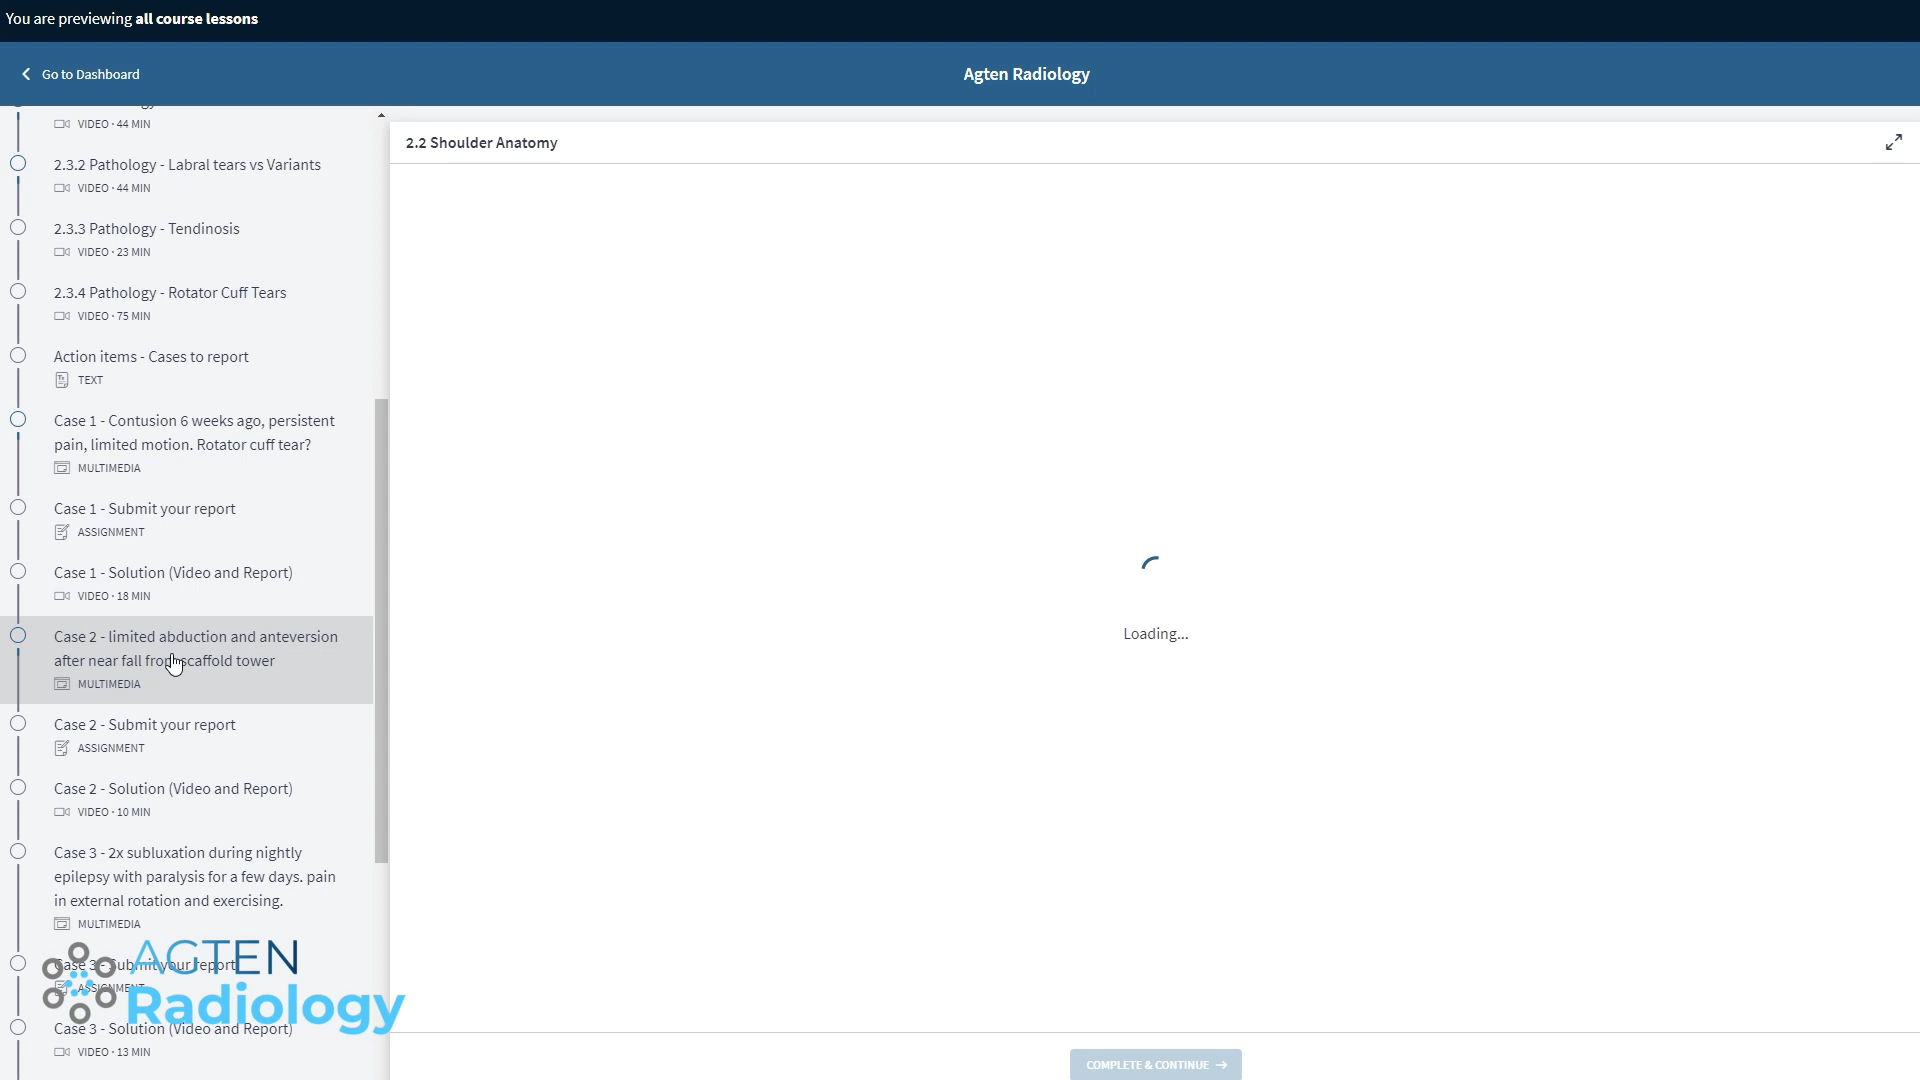 You are previewing all course lessons
Go to Dashboard
Agten Radiology
VIDEO · 44 MIN
2.3.2 Pathology - Labral tears vs Variants
VIDEO · 44 MIN
2.3.3 Pathology - Tendinosis
VIDEO · 23 MIN
2.3.4 Pathology - Rotator Cuff Tears
VIDEO · 75 MIN
Action items - Cases to report
TEXT
Case 1 - Contusion 6 weeks ago, persistent
pain, limited motion. Rotator cuff tear?
MULTIMEDIA
Case 1 - Submit your report
ASSIGNMENT
Case 1 - Solution (Video and Report)
VIDEO · 18 MIN
Case 2 - limited abduction and anteversion
after near fall from scaffold tower
MULTIMEDIA
Case 2 - Submit your report
ASSIGNMENT
Case 2 - Solution (Video and Report)
VIDEO · 10 MIN
Case 3 - 2x subluxation during nightly
epilepsy with paralysis for a few days. pain
in external rotation and exercising.
MULTIMEDIA
Case 3 - Submit your report
ASSIGNMENT
Case 3 - Solution (Video and Report)
VIDEO · 13 MIN
AGTEN
Radiology
2.2 Shoulder Anatomy
Loading...
COMPLETE & CONTINUE →